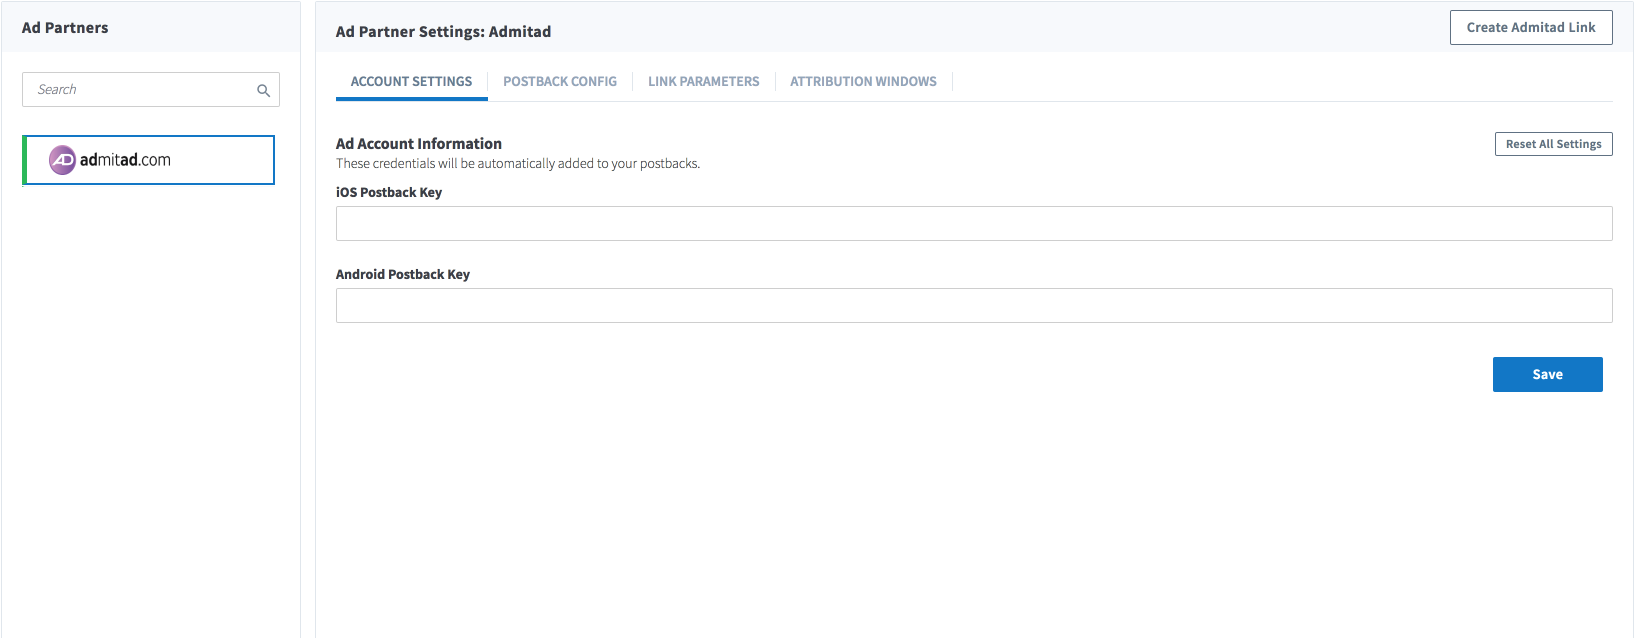 Ad Partners
Search
AD admitad.com
Ad Partner Settings: Admitad
Create Admitad Link
ACCOUNT SETTINGS
POSTBACK CONFIG
LINK PARAMETERS
ATTRIBUTION WINDOWS
Ad Account Information
Reset All Settings
These credentials will be automatically added to your postbacks.
iOS Postback Key
Android Postback Key
Save